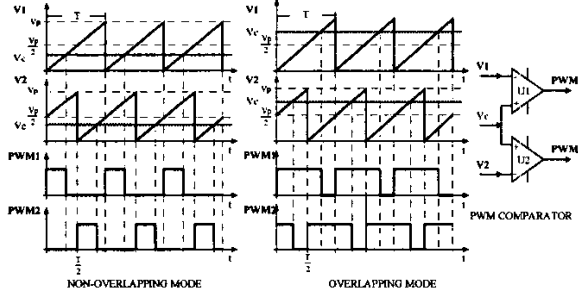 V1
Vp
T
Vp
2
Vc
t
V2
Vp
Vp
2
Vc
t
PWM1
t
PWM2
t
T
2
NON-OVERLAPPING MODE
V1
T
Vc
Vp
2
t
V2
Vp
Vc
Vp
2
t
PWM1
t
PWM2
t
T
2
OVERLAPPING MODE
V1
-
U1
+
PWM
Vc
+
U2
-
PWM
V2
PWM COMPARATOR